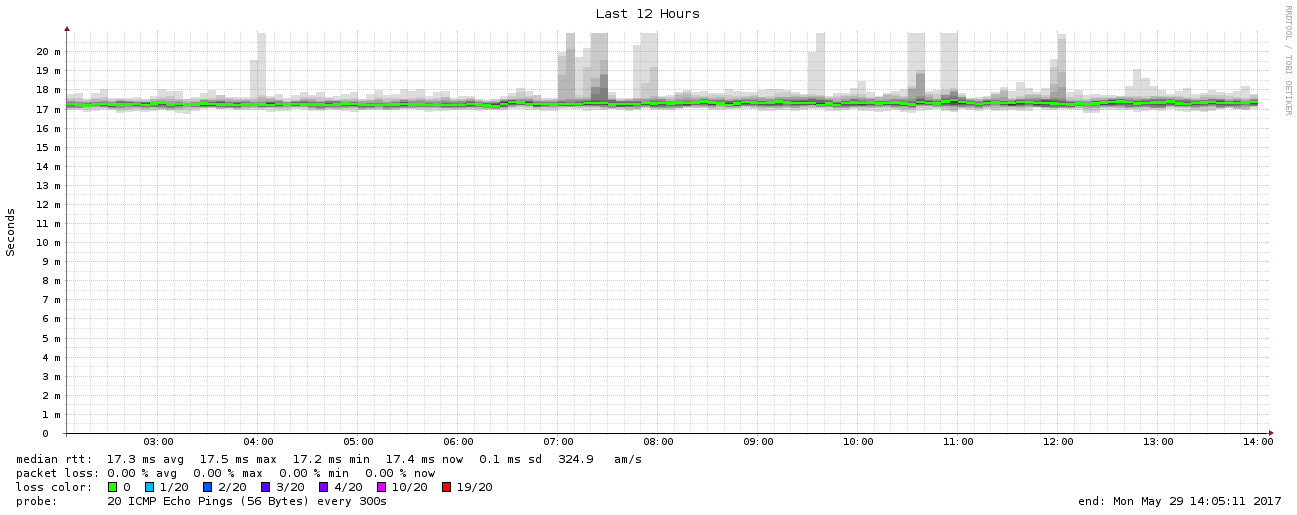 Last 12 Hours
RRDTOOL / TOBI OETIKER
Seconds
20 m
19 m
18 m
17 m
16 m
15 m
14 m
13 m
12 m
11 m
10 m
9 m
8 m
7 m
6 m
5 m
4 m
3 m
2 m
1 m
0
03:00 04:00 05:00 06:00 07:00 08:00 09:00 10:00 11:00 12:00 13:00 14:00
median rtt: 17.3 ms avg 17.5 ms max 17.2 ms min 17.4 ms now 0.1 ms sd 324.9 am/s
packet loss: 0.00 % avg 0.00 % max 0.00 % min 0.00 % now
loss color: 0 1/20 2/20 3/20 4/20 10/20 19/20
probe: 20 ICMP Echo Pings (56 Bytes) every 300s end: Mon May 29 14:05:11 2017